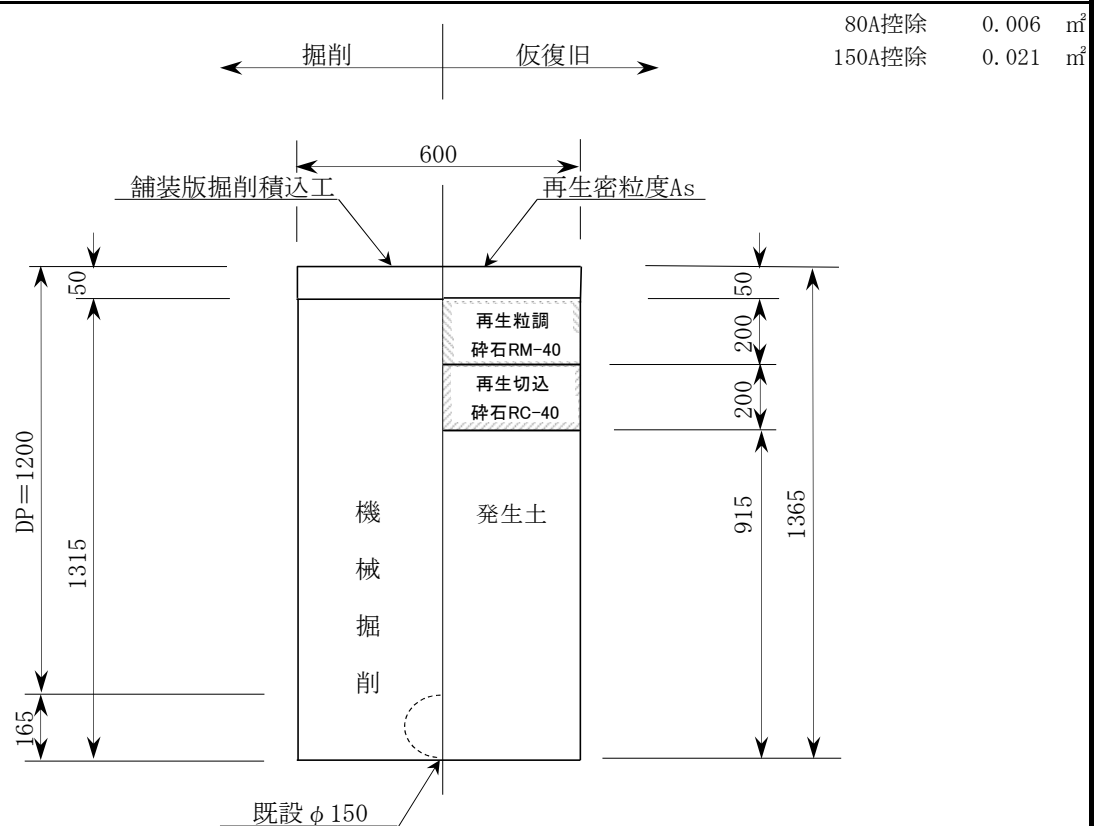 80A控除 0.006 ㎡
150A控除 0.021 ㎡
掘削 仮復旧
600
舗装版掘削積込工 再生密粒度As
50
50
再生粒調
砕石RM-40
200
再生切込
砕石RC-40
200
DP＝1200
1315
機械掘削
発生土
915
1365
165
既設φ150